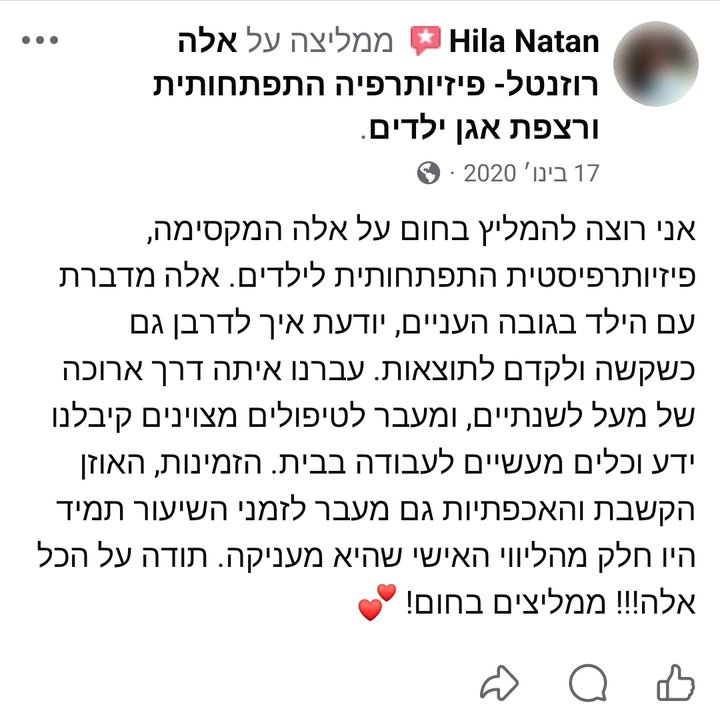 Hila Natan ממליצה על אלה
רוזנטל- פיזיותרפיה התפתחותית
ורצפת אגן ילדים.
17 בינו׳ 2020 ·
אני רוצה להמליץ בחום על אלה המקסימה,
פיזיותרפיסטית התפתחותית לילדים. אלה מדברת
עם הילד בגובה העניים, יודעת איך לדרבן גם
כשקשה ולקדם לתוצאות. עברנו איתה דרך ארוכה
של מעל לשנתיים, ומעבר לטיפולים מצוינים קיבלנו
ידע וכלים מעשיים לעבודה בבית. הזמינות, האוזן
הקשבת והאכפתיות גם מעבר לזמני השיעור תמיד
היו חלק מהליווי האישי שהיא מעניקה. תודה על הכל
אלה!!! ממליצים בחום! 💕